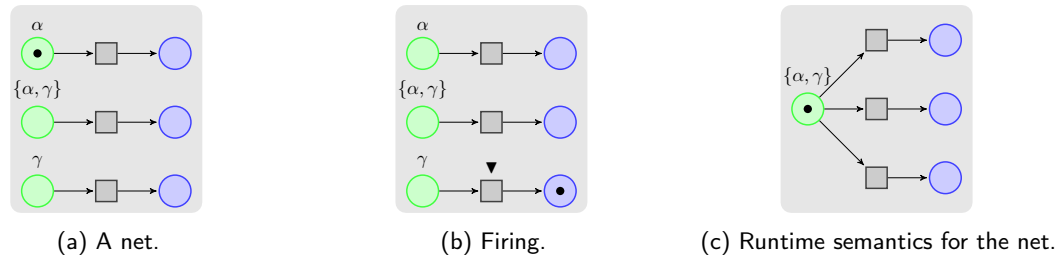 α
{α, γ}
γ
(a) A net.
α
{α, γ}
γ
(b) Firing.
{α, γ}
(c) Runtime semantics for the net.